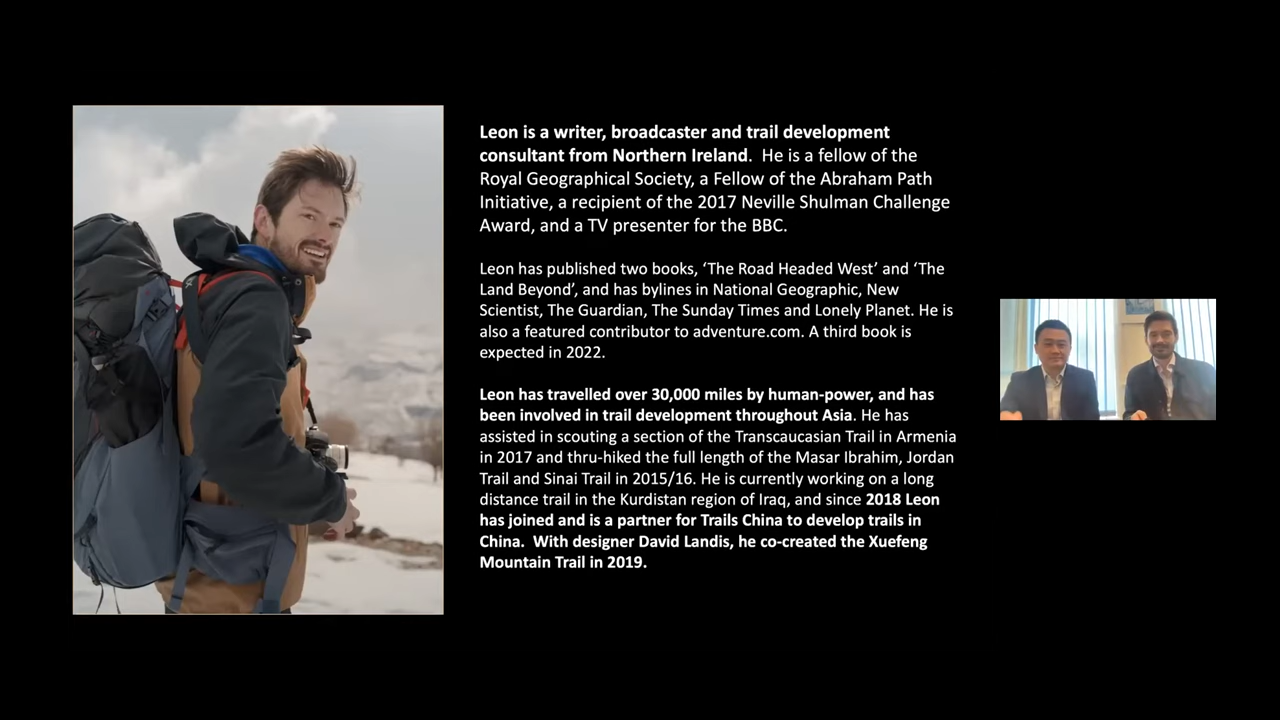 Leon is a writer, broadcaster and trail development
consultant from Northern Ireland.  He is a fellow of the
Royal Geographical Society, a Fellow of the Abraham Path
Initiative, a recipient of the 2017 Neville Shulman Challenge
Award, and a TV presenter for the BBC.
Leon has published two books, ‘The Road Headed West’ and ‘The
Land Beyond’, and has bylines in National Geographic, New
Scientist, The Guardian, The Sunday Times and Lonely Planet. He is
also a featured contributor to adventure.com. A third book is
expected in 2022.
Leon has travelled over 30,000 miles by human-power, and has
been involved in trail development throughout Asia. He has
assisted in scouting a section of the Transcaucasian Trail in Armenia
in 2017 and thru-hiked the full length of the Masar Ibrahim, Jordan
Trail and Sinai Trail in 2015/16. He is currently working on a long
distance trail in the Kurdistan region of Iraq, and since 2018 Leon
has joined and is a partner for Trails China to develop trails in
China.  With designer David Landis, he co-created the Xuefeng
Mountain Trail in 2019.